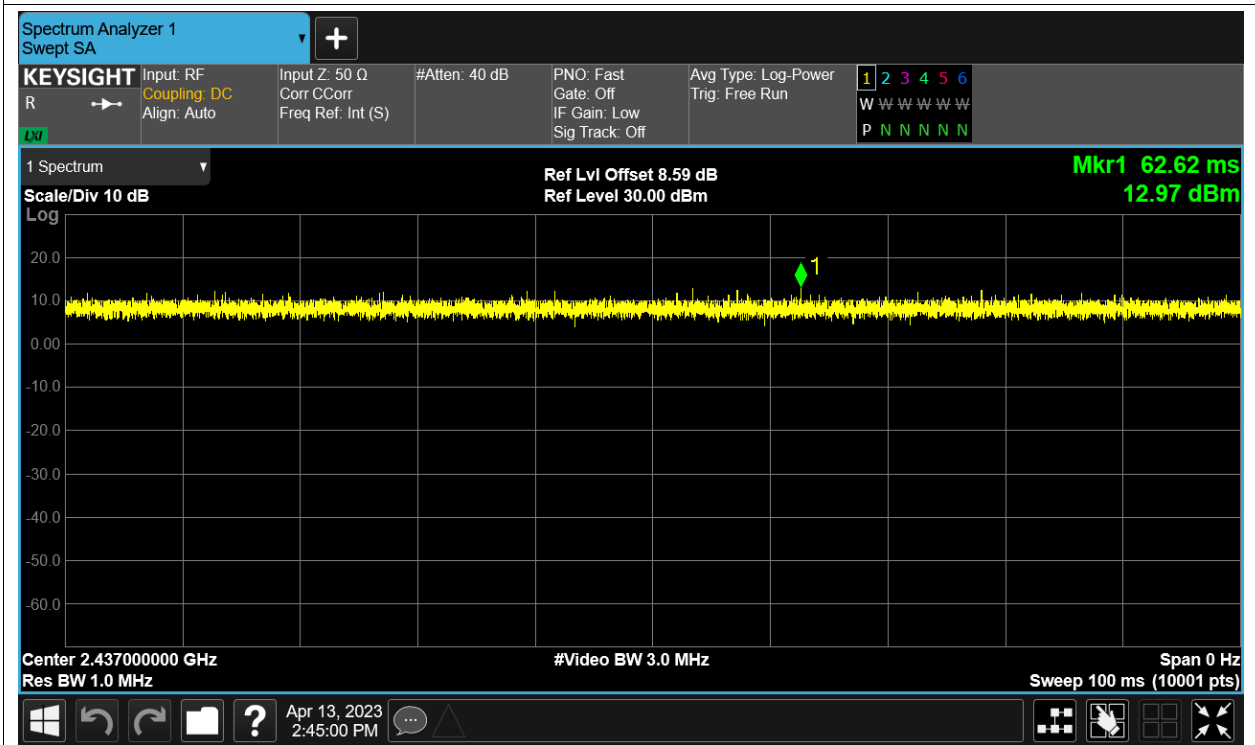 Spectrum Analyzer 1
Swept SA
KEYSIGHT
R
LXI
Input: RF
Coupling: DC
Align: Auto
Input Z: 50 Ω
Corr CCorr
Freq Ref: Int (S)
#Atten: 40 dB
PNO: Fast
Gate: Off
IF Gain: Low
Sig Track: Off
Avg Type: Log-Power
Trig: Free Run
1 2 3 4 5 6
W W W W W W
P N N N N N
1 Spectrum
Scale/Div 10 dB
Log
Ref Lvl Offset 8.59 dB
Ref Level 30.00 dBm
Mkr1 62.62 ms
12.97 dBm
1
20.0
10.0
0.00
-10.0
-20.0
-30.0
-40.0
-50.0
-60.0
Center 2.437000000 GHz
Res BW 1.0 MHz
#Video BW 3.0 MHz
Span 0 Hz
Sweep 100 ms (10001 pts)
?
Apr 13, 2023
2:45:00 PM